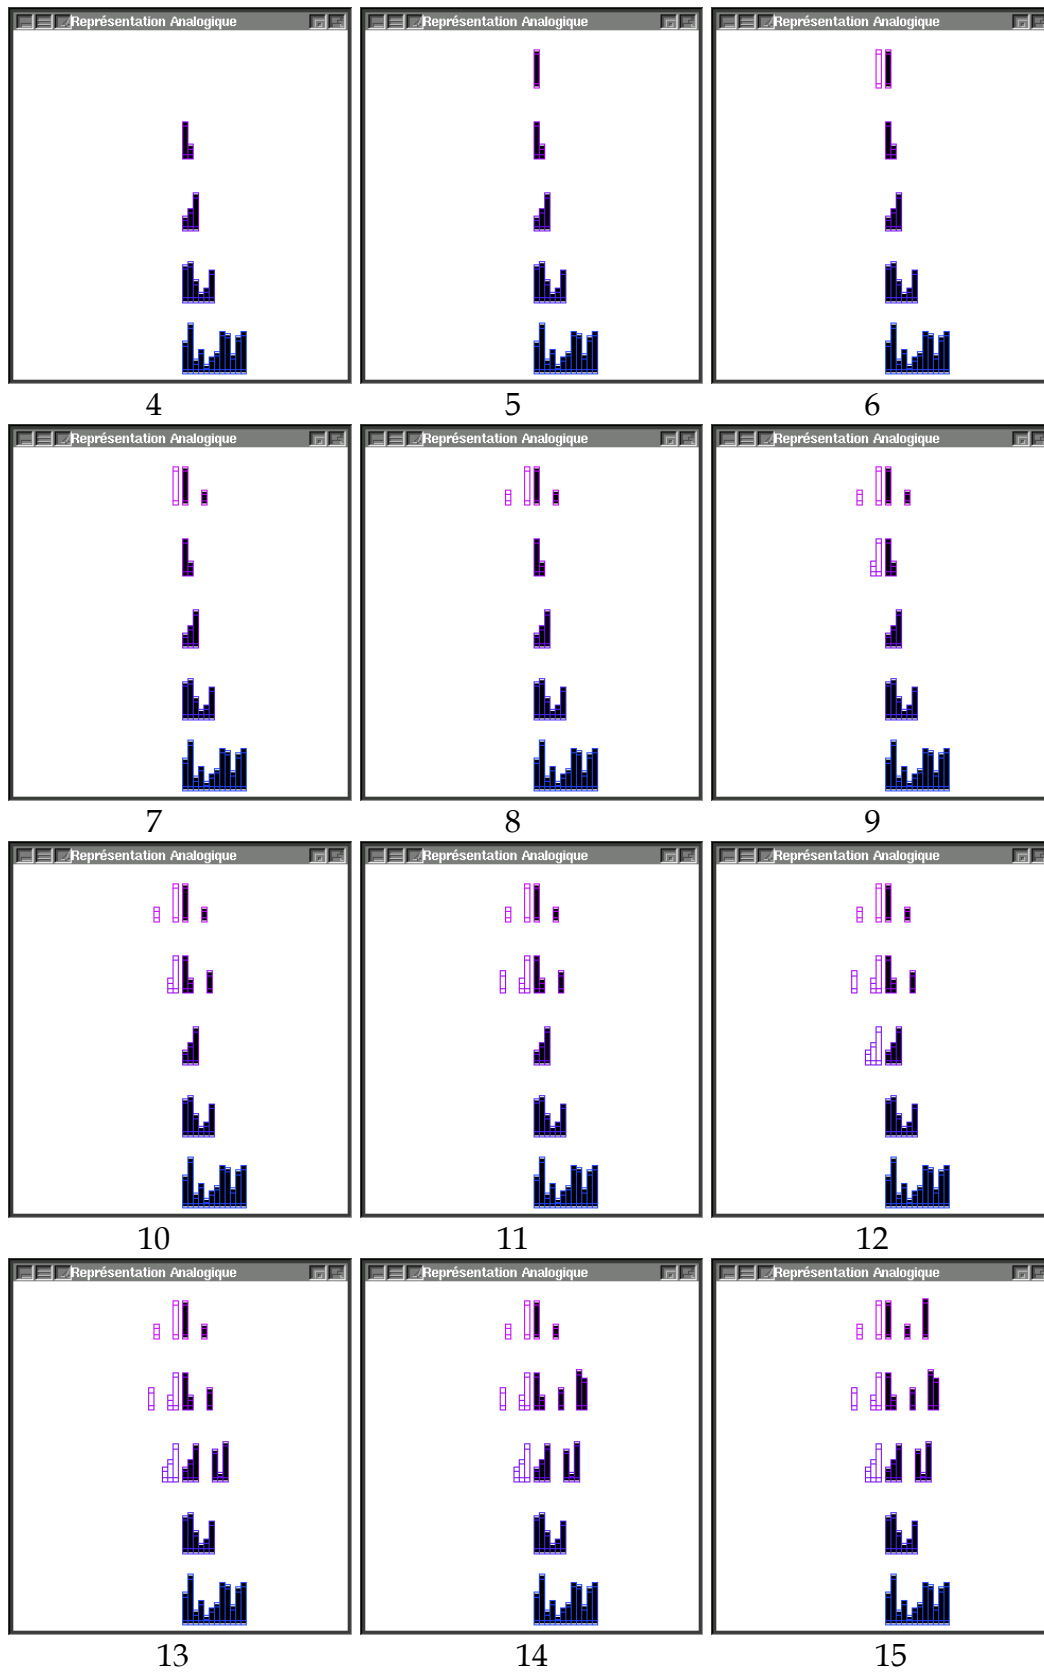 Représentation Analogique Représentation Analogique Représentation Analogique
4 5 6
Représentation Analogique Représentation Analogique Représentation Analogique
7 8 9
Représentation Analogique Représentation Analogique Représentation Analogique
10 11 12
Représentation Analogique Représentation Analogique Représentation Analogique
13 14 15